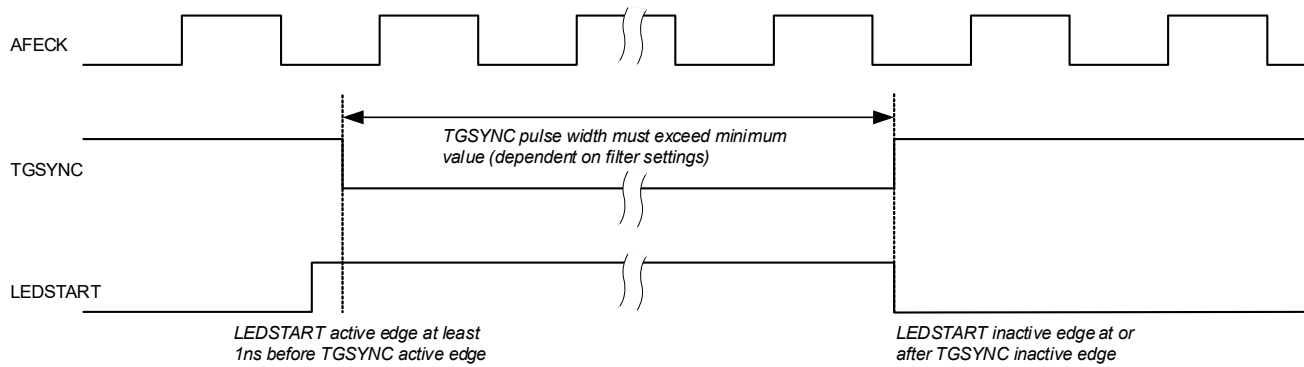 AFECK
TGSYNC pulse width must exceed minimum
value (dependent on filter settings)
TGSYNC
LEDSTART
LEDSTART active edge at least
1ns before TGSYNC active edge
LEDSTART inactive edge at or
after TGSYNC inactive edge